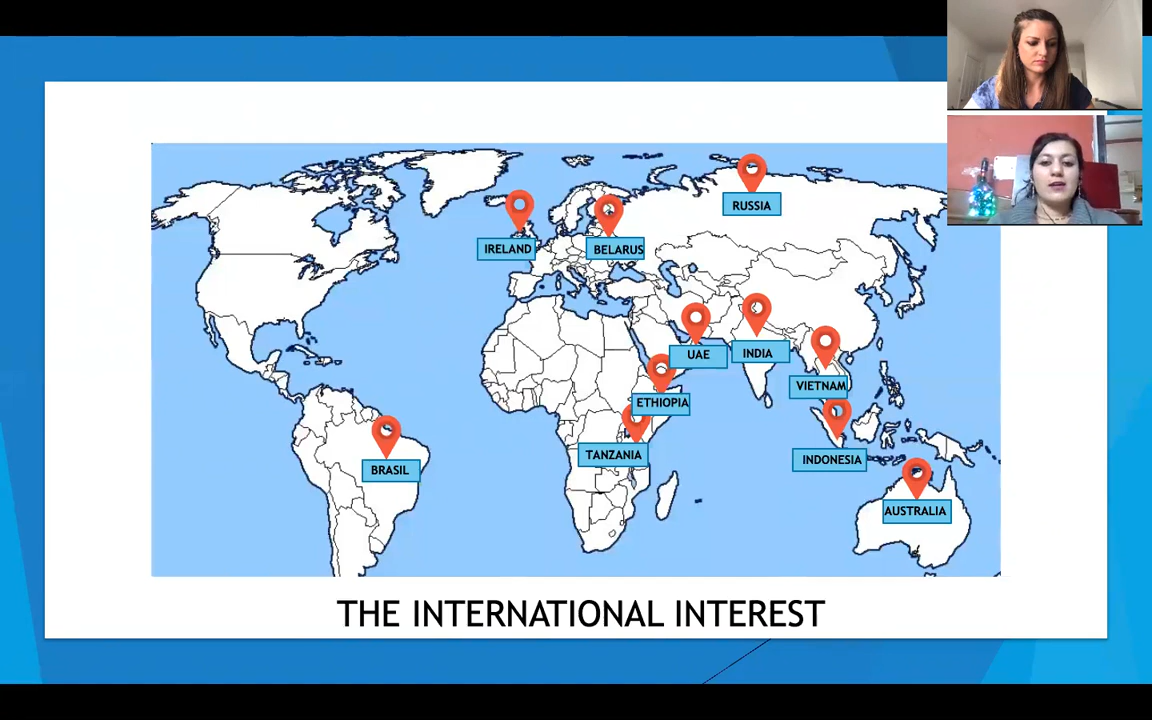 RUSSIA
IRELAND
BELARUS
UAE
INDIA
VIETNAM
ETHIOPIA
TANZANIA
INDONESIA
BRASIL
AUSTRALIA
THE INTERNATIONAL INTEREST